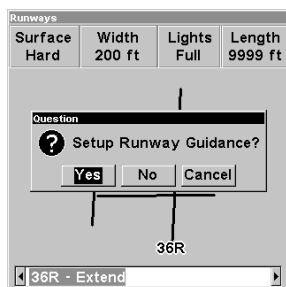 Runways
Surface Width Lights Length
Hard 200 ft Full 9999 ft
Question
Setup Runway Guidance?
Yes No Cancel
36R
36R - Extend